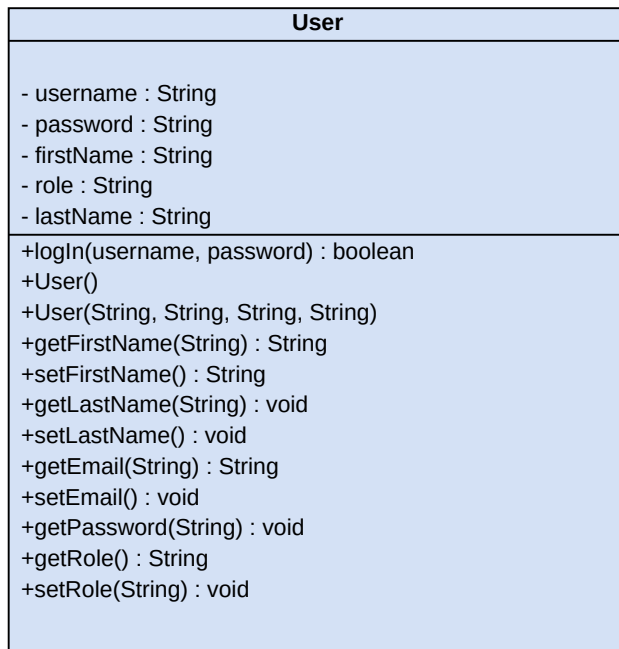 User
- username : String
- password : String
- firstName : String
- role : String
- lastName : String
+logIn(username, password) : boolean
+User()
+User(String, String, String, String)
+getFirstName(String) : String
+setFirstName() : String
+getLastName(String) : void
+setLastName() : void
+getEmail(String) : String
+setEmail() : void
+getPassword(String) : void
+getRole() : String
+setRole(String) : void